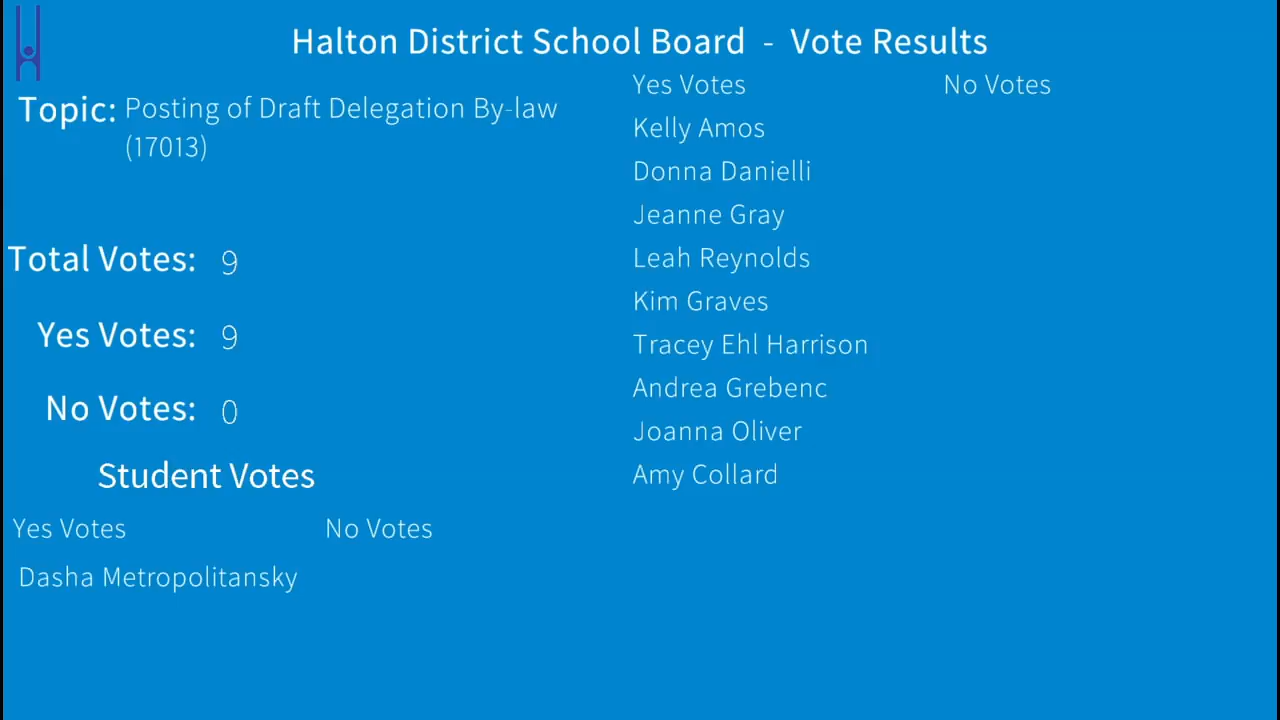 Halton District School Board - Vote Results
Topic: Posting of Draft Delegation By-law
(17013)
Total Votes: 9
Yes Votes: 9
No Votes: 0
Student Votes
Yes Votes No Votes
Dasha Metropolitansky
Yes Votes No Votes
Kelly Amos
Donna Danielli
Jeanne Gray
Leah Reynolds
Kim Graves
Tracey Ehl Harrison
Andrea Grebenc
Joanna Oliver
Amy Collard